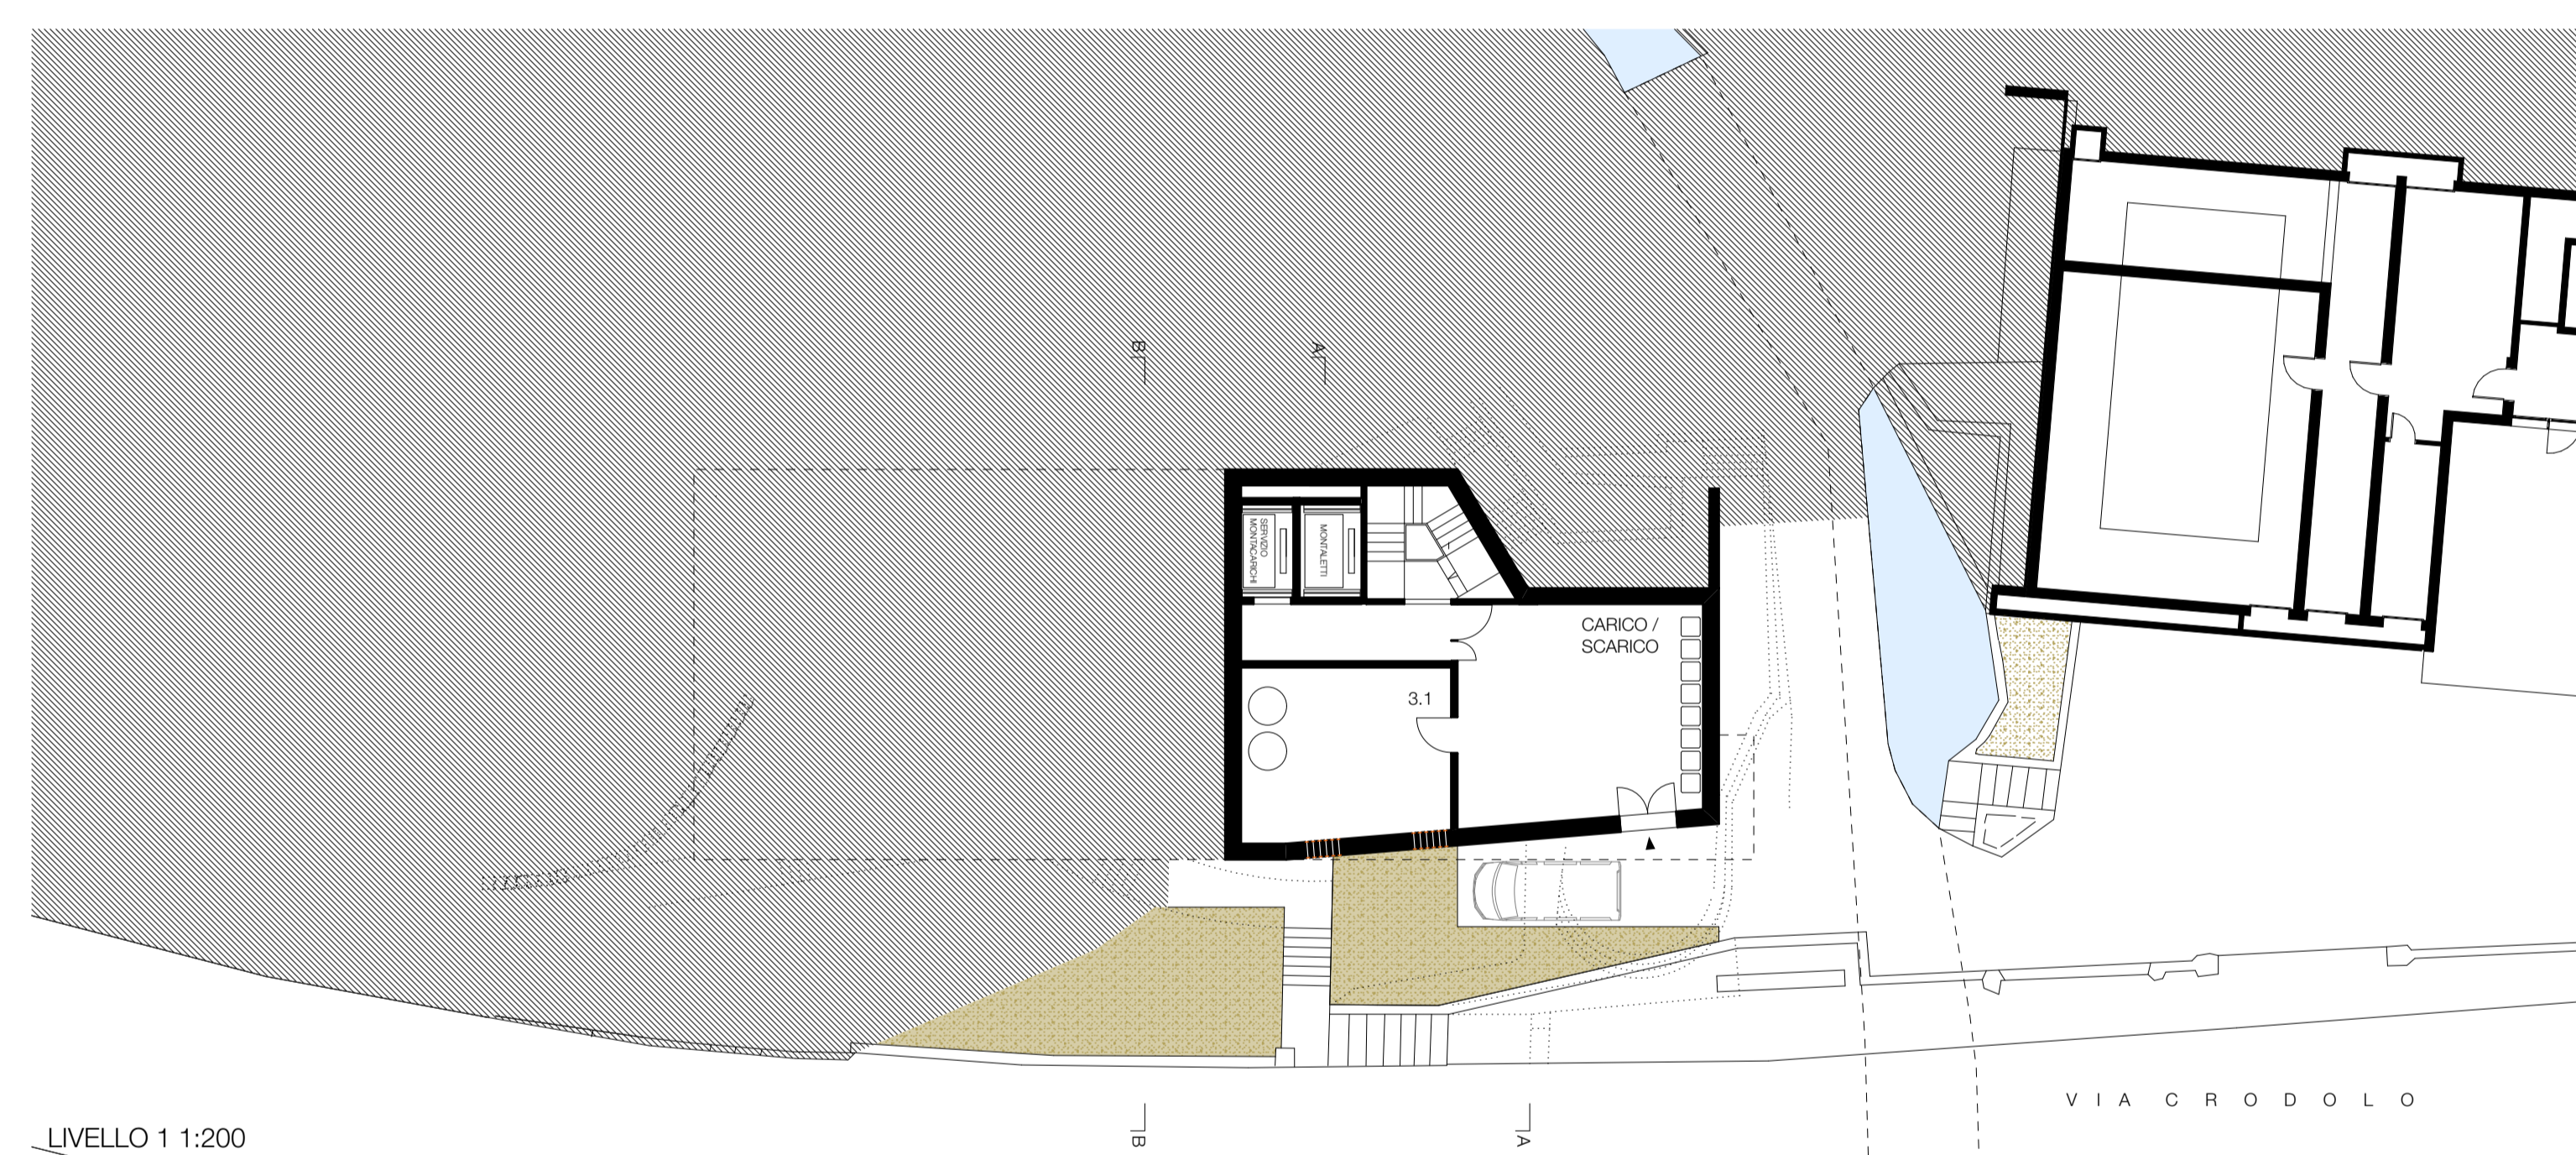 B
A
SERVIZIO
MONTACARICHI
MONTALETTI
CARICO /
SCARICO
3.1
VIA CRODOLO
LIVELLO 1 1:200
B
A